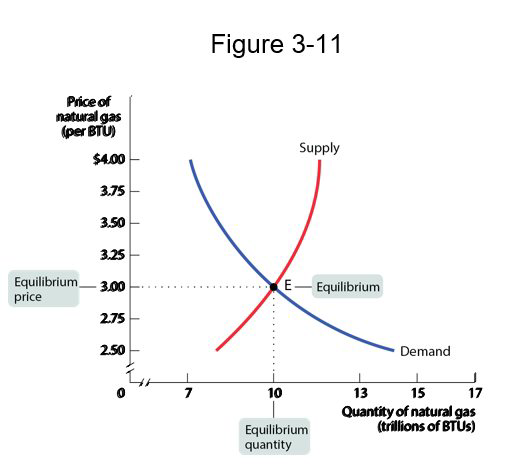 Figure 3-11
Price of
natural gas
(per BTU)
$4.00
Supply
3.75
3.50
3.25
Equilibrium
price
3.00
E
Equilibrium
2.75
2.50
Demand
0
7
10
13
15
17
Quantity of natural gas
(trillions of BTUs)
Equilibrium
quantity